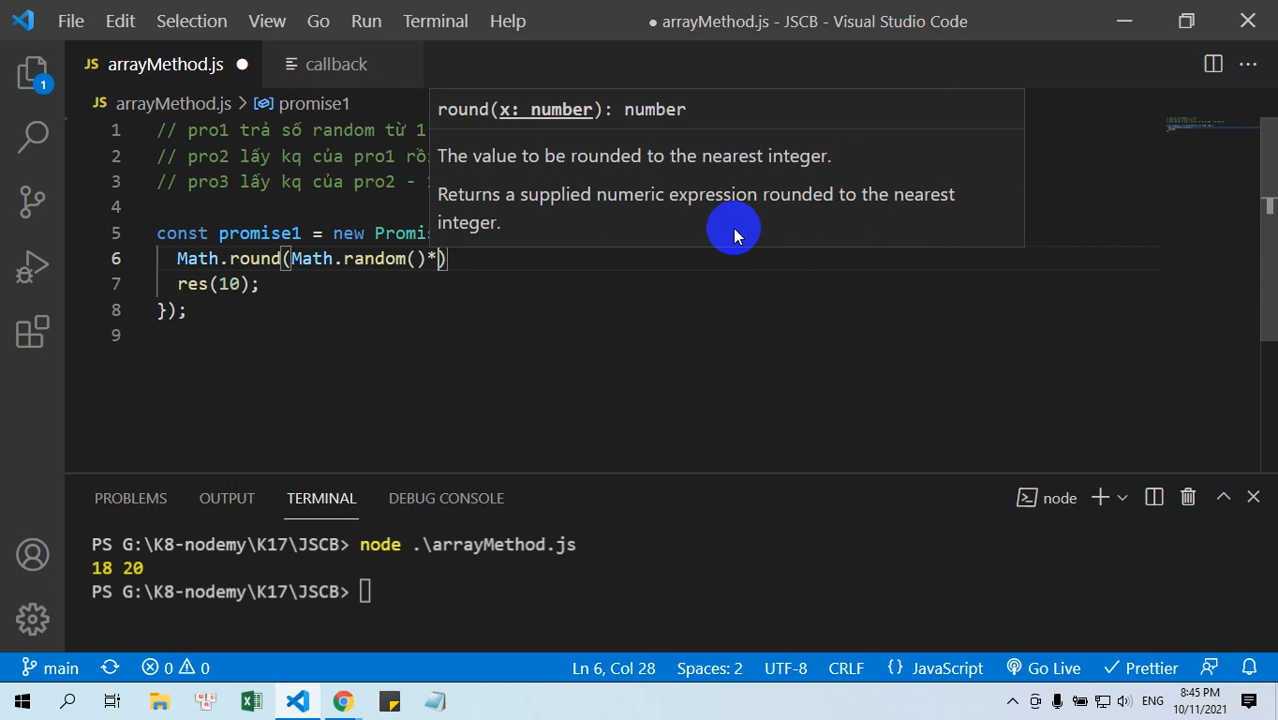 File Edit Selection View Go Run Terminal Help ● arrayMethod.js - JSCB - Visual Studio Code
JS arrayMethod.js ● callback
JS arrayMethod.js > promise1
1 // pro1 trả số random từ 1
2 // pro2 lấy kq của pro1 rồ
3 // pro3 lấy kq của pro2 -
4
5 const promise1 = new Promis
6 Math.round(Math.random()*)
7 res(10);
8 });
9
round(x: number): number
The value to be rounded to the nearest integer.
Returns a supplied numeric expression rounded to the nearest
integer.
1
PROBLEMS OUTPUT TERMINAL DEBUG CONSOLE node
PS G:\K8-nodemy\K17\JSCB> node .\arrayMethod.js
18 20
PS G:\K8-nodemy\K17\JSCB>
main 0 0 Ln 6, Col 28 Spaces: 2 UTF-8 CRLF {} JavaScript Go Live Prettier
ENG 8:45 PM
10/11/2021